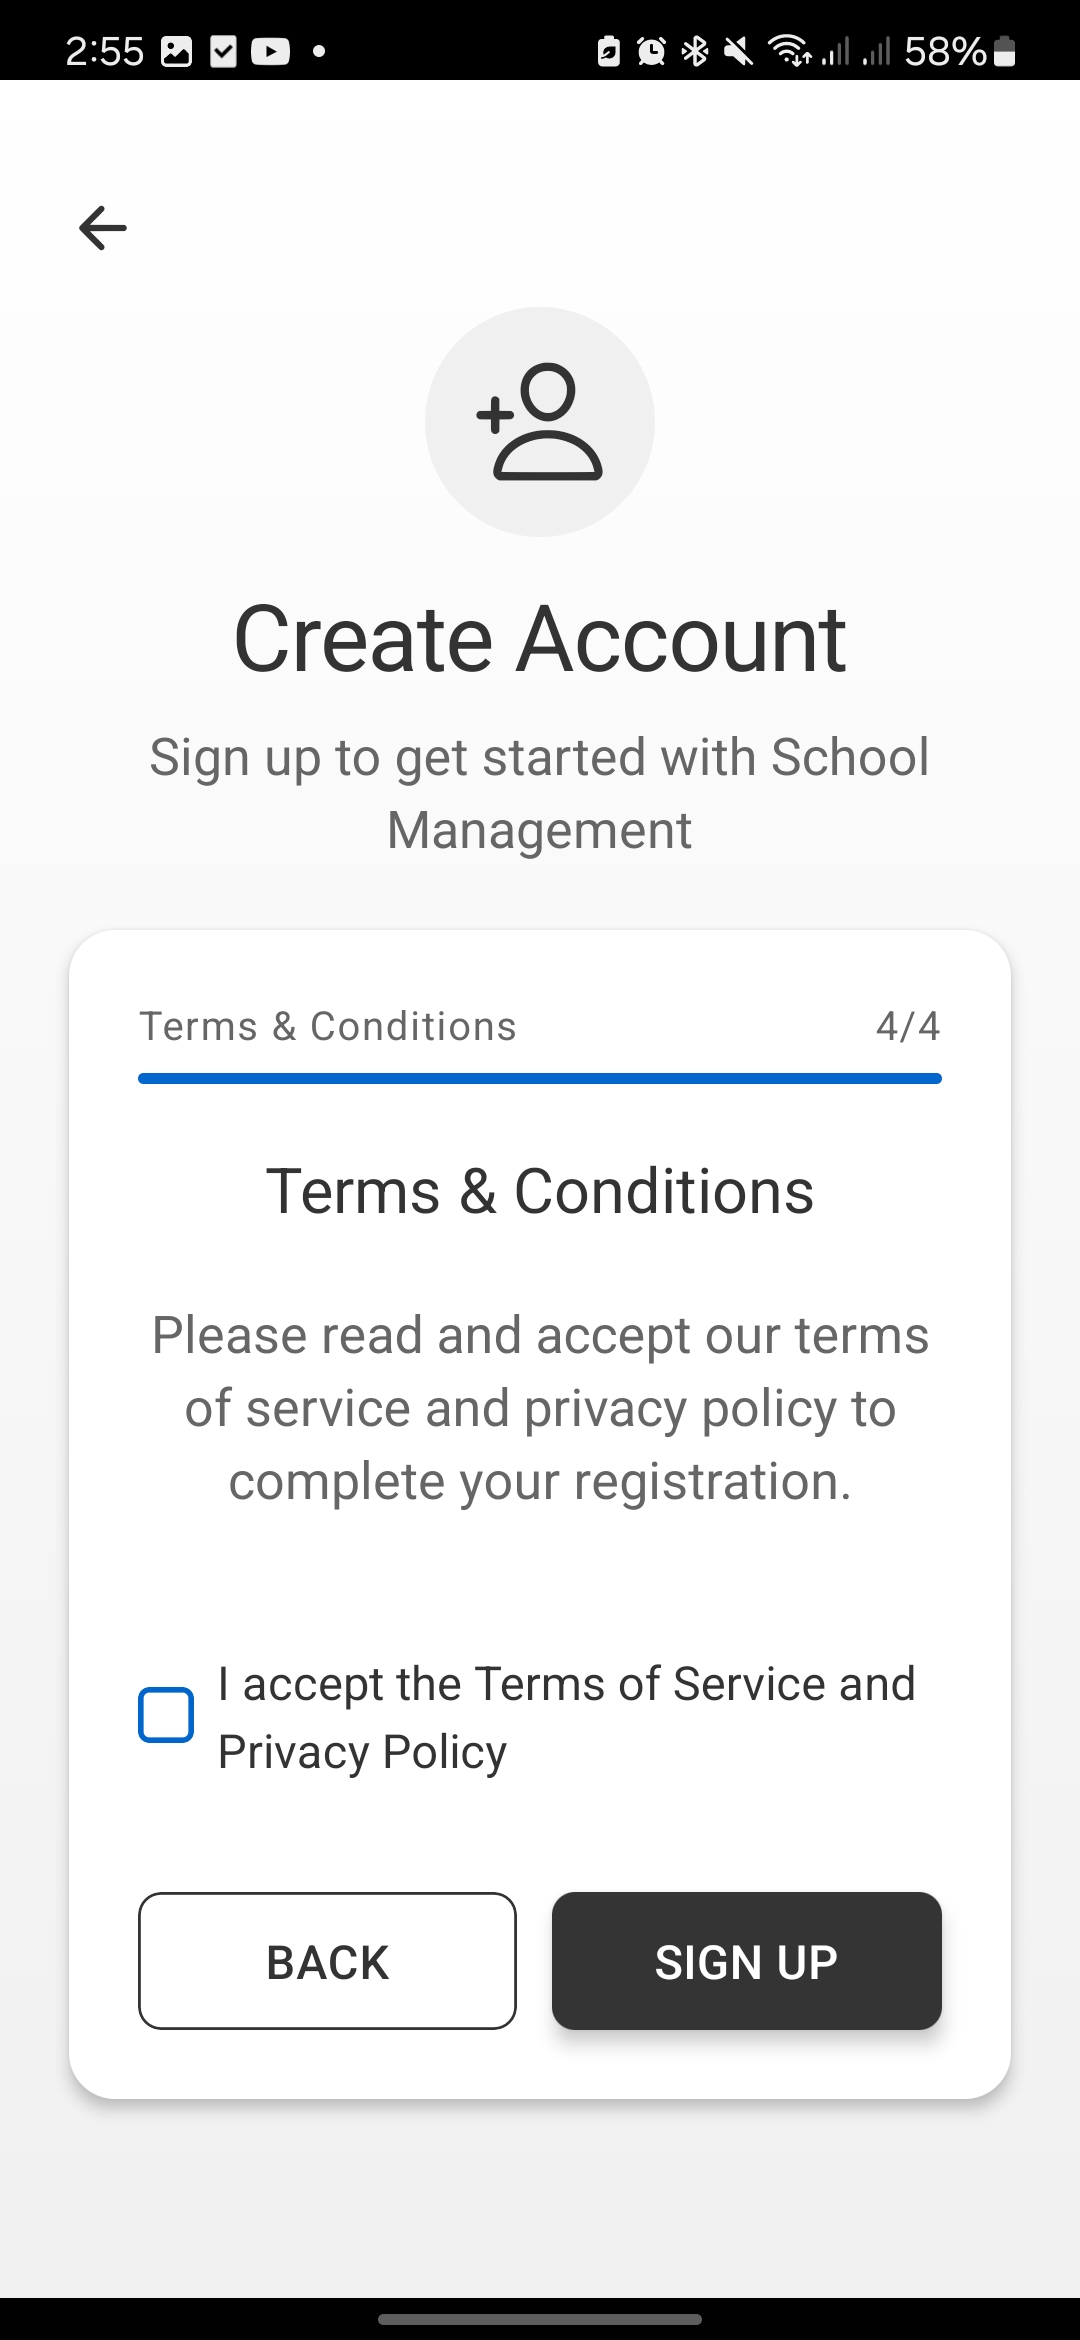 2:55
58%
Create Account
Sign up to get started with School
Management
Terms & Conditions 4/4
Terms & Conditions
Please read and accept our terms
of service and privacy policy to
complete your registration.
I accept the Terms of Service and
Privacy Policy
BACK
SIGN UP